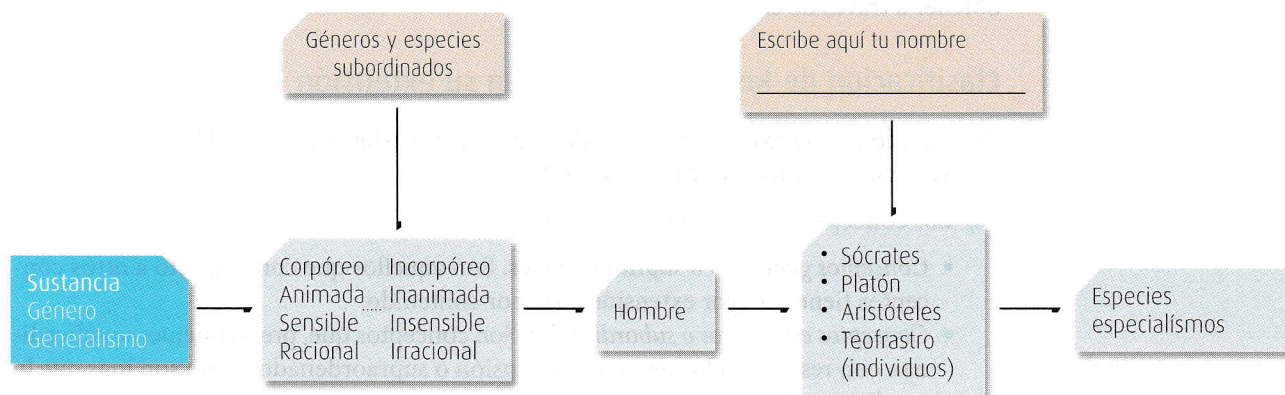 Géneros y especies
subordinados
Escribe aquí tu nombre
Sustancia
Género
Generalismo
Corpóreo Incorpóreo
Animada Inanimada
Sensible Insensible
Racional Irracional
Hombre
• Sócrates
• Platón
• Aristóteles
• Teofrastro
(individuos)
Especies
especialísmos